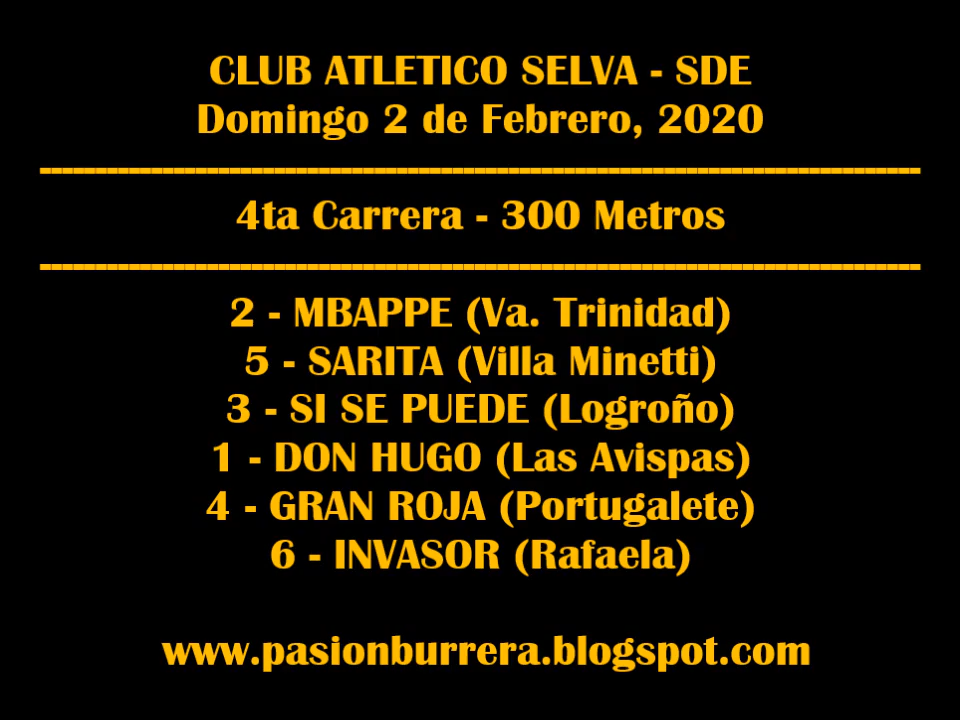 CLUB ATLETICO SELVA - SDE
Domingo 2 de Febrero, 2020
--------------------------------------------------------------------------------
4ta Carrera - 300 Metros
--------------------------------------------------------------------------------
2 - MBAPPE (Va. Trinidad)
5 - SARITA (Villa Minetti)
3 - SI SE PUEDE (Logroño)
1 - DON HUGO (Las Avispas)
4 - GRAN ROJA (Portugalete)
6 - INVASOR (Rafaela)
www.pasionburrera.blogspot.com